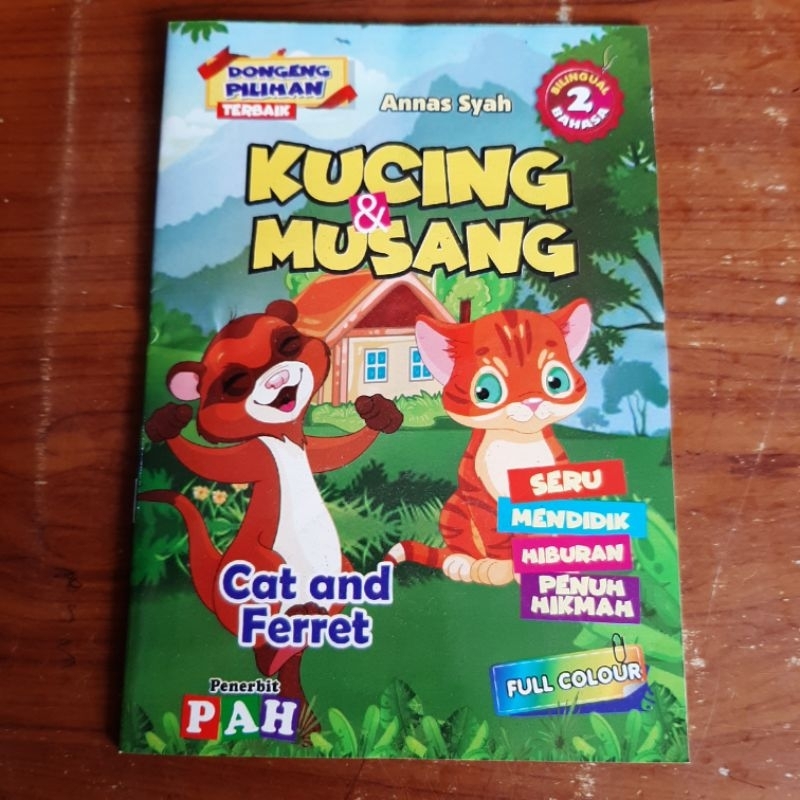 DONGENG
PILIHAN
TERBAIK
Annas Syah
BILINGUAL
2
BAHASA
KUCING
&
MUSANG
SERU
MENDIDIK
HIBURAN
PENUH
HIKMAH
Cat and
Ferret
FULL COLOUR
Penerbit
PAH